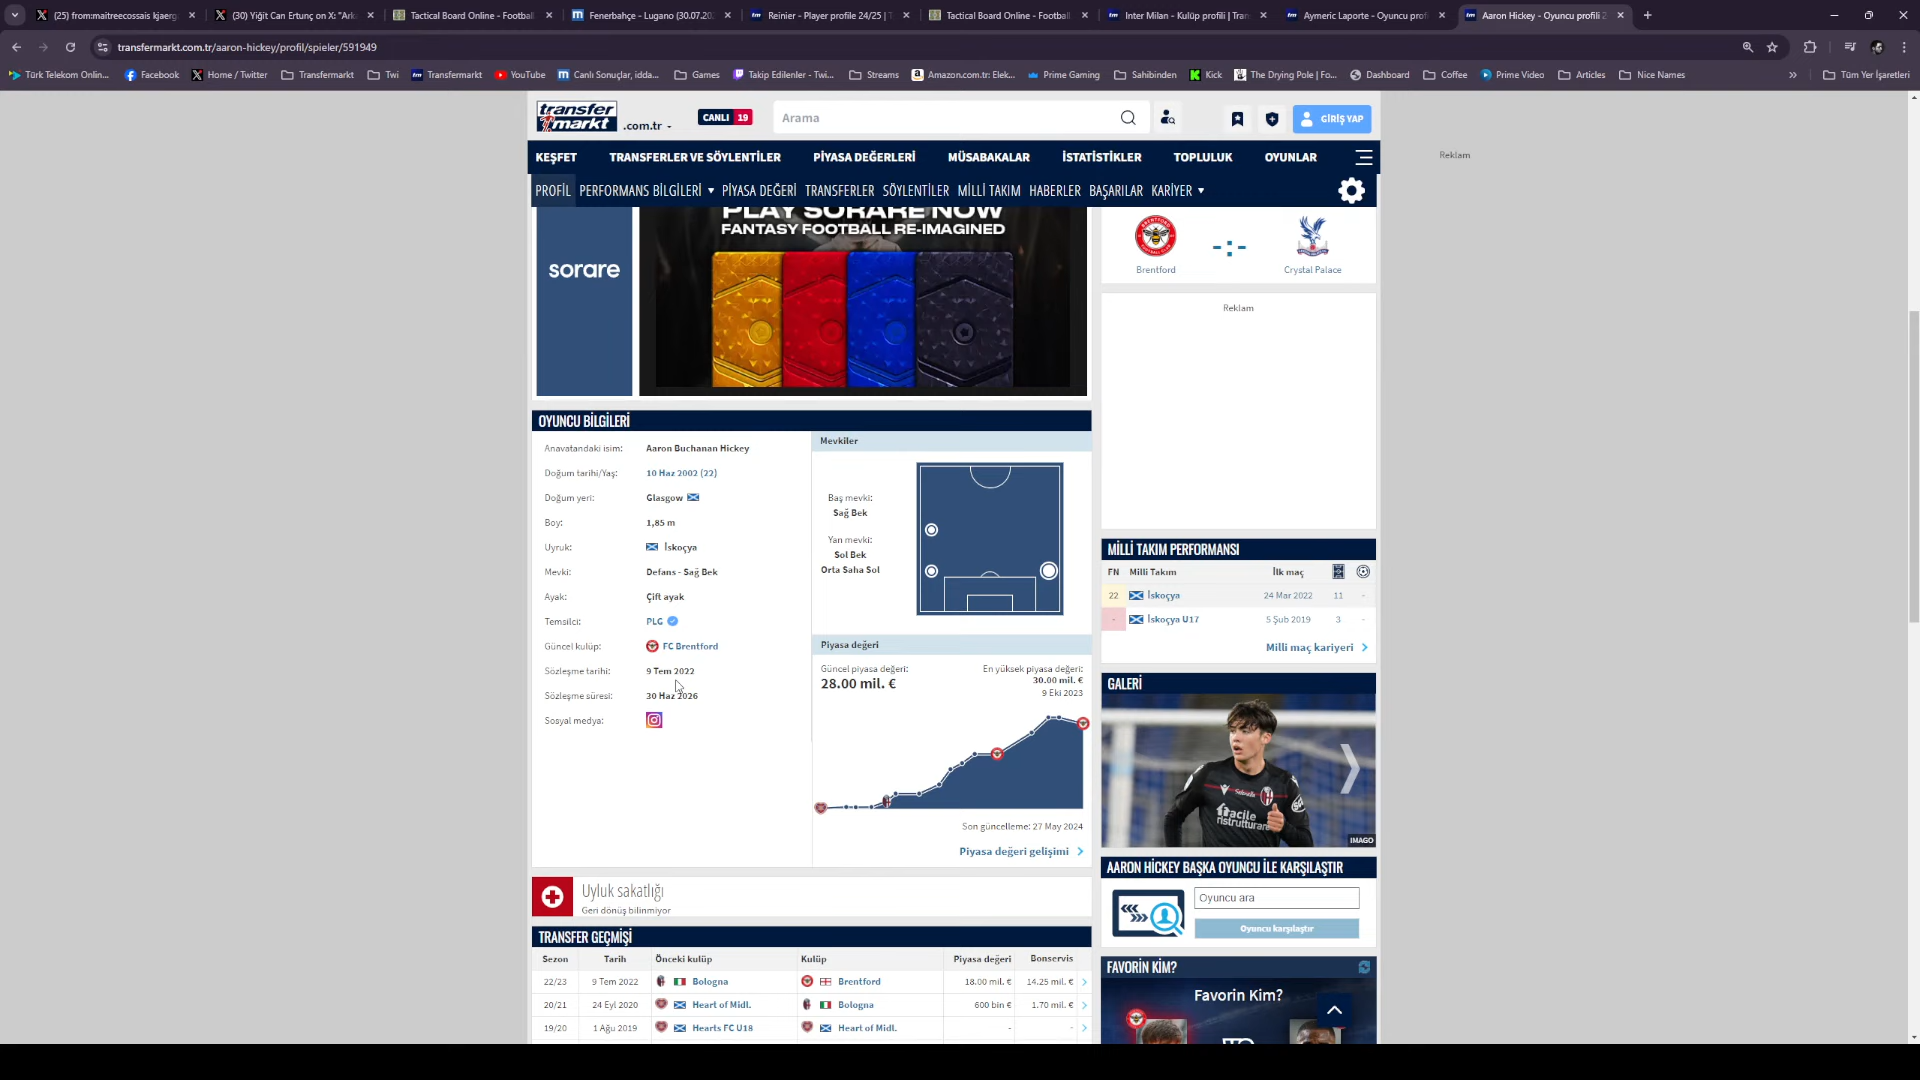 (25) from:maitreecossais kjaerg
(30) Yiğit Can Ertunç on X: "Ark
Tactical Board Online - Football
Fenerbahçe - Lugano (30.07.20
Reinier - Player profile 24/25 | T
Tactical Board Online - Football
Inter Milan - Kulüp profili | Tran
Aymeric Laporte - Oyuncu prof
Aaron Hickey - Oyuncu profili 2
transfermarkt.com.tr/aaron-hickey/profil/spieler/591949
Türk Telekom Onlin...
Facebook
Home / Twitter
Transfermarkt
Twi
Transfermarkt
YouTube
Canlı Sonuçlar, idda...
Games
Takip Edilenler - Twi...
Streams
Amazon.com.tr: Elek...
Prime Gaming
Sahibinden
Kick
The Drying Pole | Fo...
Dashboard
Coffee
Prime Video
Articles
Nice Names
Tüm Yer İşaretleri
transfer
markt .com.tr
CANLI 19
Arama
GİRİŞ YAP
KEŞFET TRANSFERLER VE SÖYLENTİLER PİYASA DEĞERLERİ MÜSABAKALAR İSTATİSTİKLER TOPLULUK OYUNLAR
Reklam
PROFİL PERFORMANS BİLGİLERİ PİYASA DEĞERİ TRANSFERLER SÖYLENTİLER MİLLİ TAKIM HABERLER BAŞARILAR KARİYER
PLAY SORARE NOW
FANTASY FOOTBALL RE-IMAGINED
sorare
-:-
Brentford Crystal Palace
Reklam
OYUNCU BİLGİLERİ
Anavatandaki isim: Aaron Buchanan Hickey
Doğum tarihi/Yaş: 10 Haz 2002 (22)
Doğum yeri: Glasgow
Boy: 1,85 m
Uyruk: İskoçya
Mevki: Defans - Sağ Bek
Ayak: Çift ayak
Temsilci: PLG
Güncel kulüp: FC Brentford
Sözleşme tarihi: 9 Tem 2022
Sözleşme süresi: 30 Haz 2026
Sosyal medya:
Mevkiler
Baş mevki:
Sağ Bek
Yan mevki:
Sol Bek
Orta Saha Sol
Piyasa değeri
Güncel piyasa değeri:
28.00 mil. €
En yüksek piyasa değeri:
30.00 mil. €
9 Eki 2023
Son güncelleme: 27 May 2024
Piyasa değeri gelişimi
MİLLİ TAKIM PERFORMANSI
FN Milli Takım İlk maç
22 İskoçya 24 Mar 2022 11 -
- İskoçya U17 5 Şub 2019 3 -
Milli maç kariyeri
GALERİ
IMAGO
Uyluk sakatlığı
Geri dönüş bilinmiyor
TRANSFER GEÇMİŞİ
Sezon Tarih Önceki kulüp Kulüp Piyasa değeri Bonservis
22/23 9 Tem 2022 Bologna Brentford 18.00 mil. € 14.25 mil. €
20/21 24 Eyl 2020 Heart of Midl. Bologna 600 bin € 1.70 mil. €
19/20 1 Ağu 2019 Hearts FC U18 Heart of Midl. - -
AARON HİCKEY BAŞKA OYUNCU İLE KARŞILAŞTIR
Oyuncu ara
Oyuncu karşılaştır
FAVORİN KİM?
Favorin Kim?